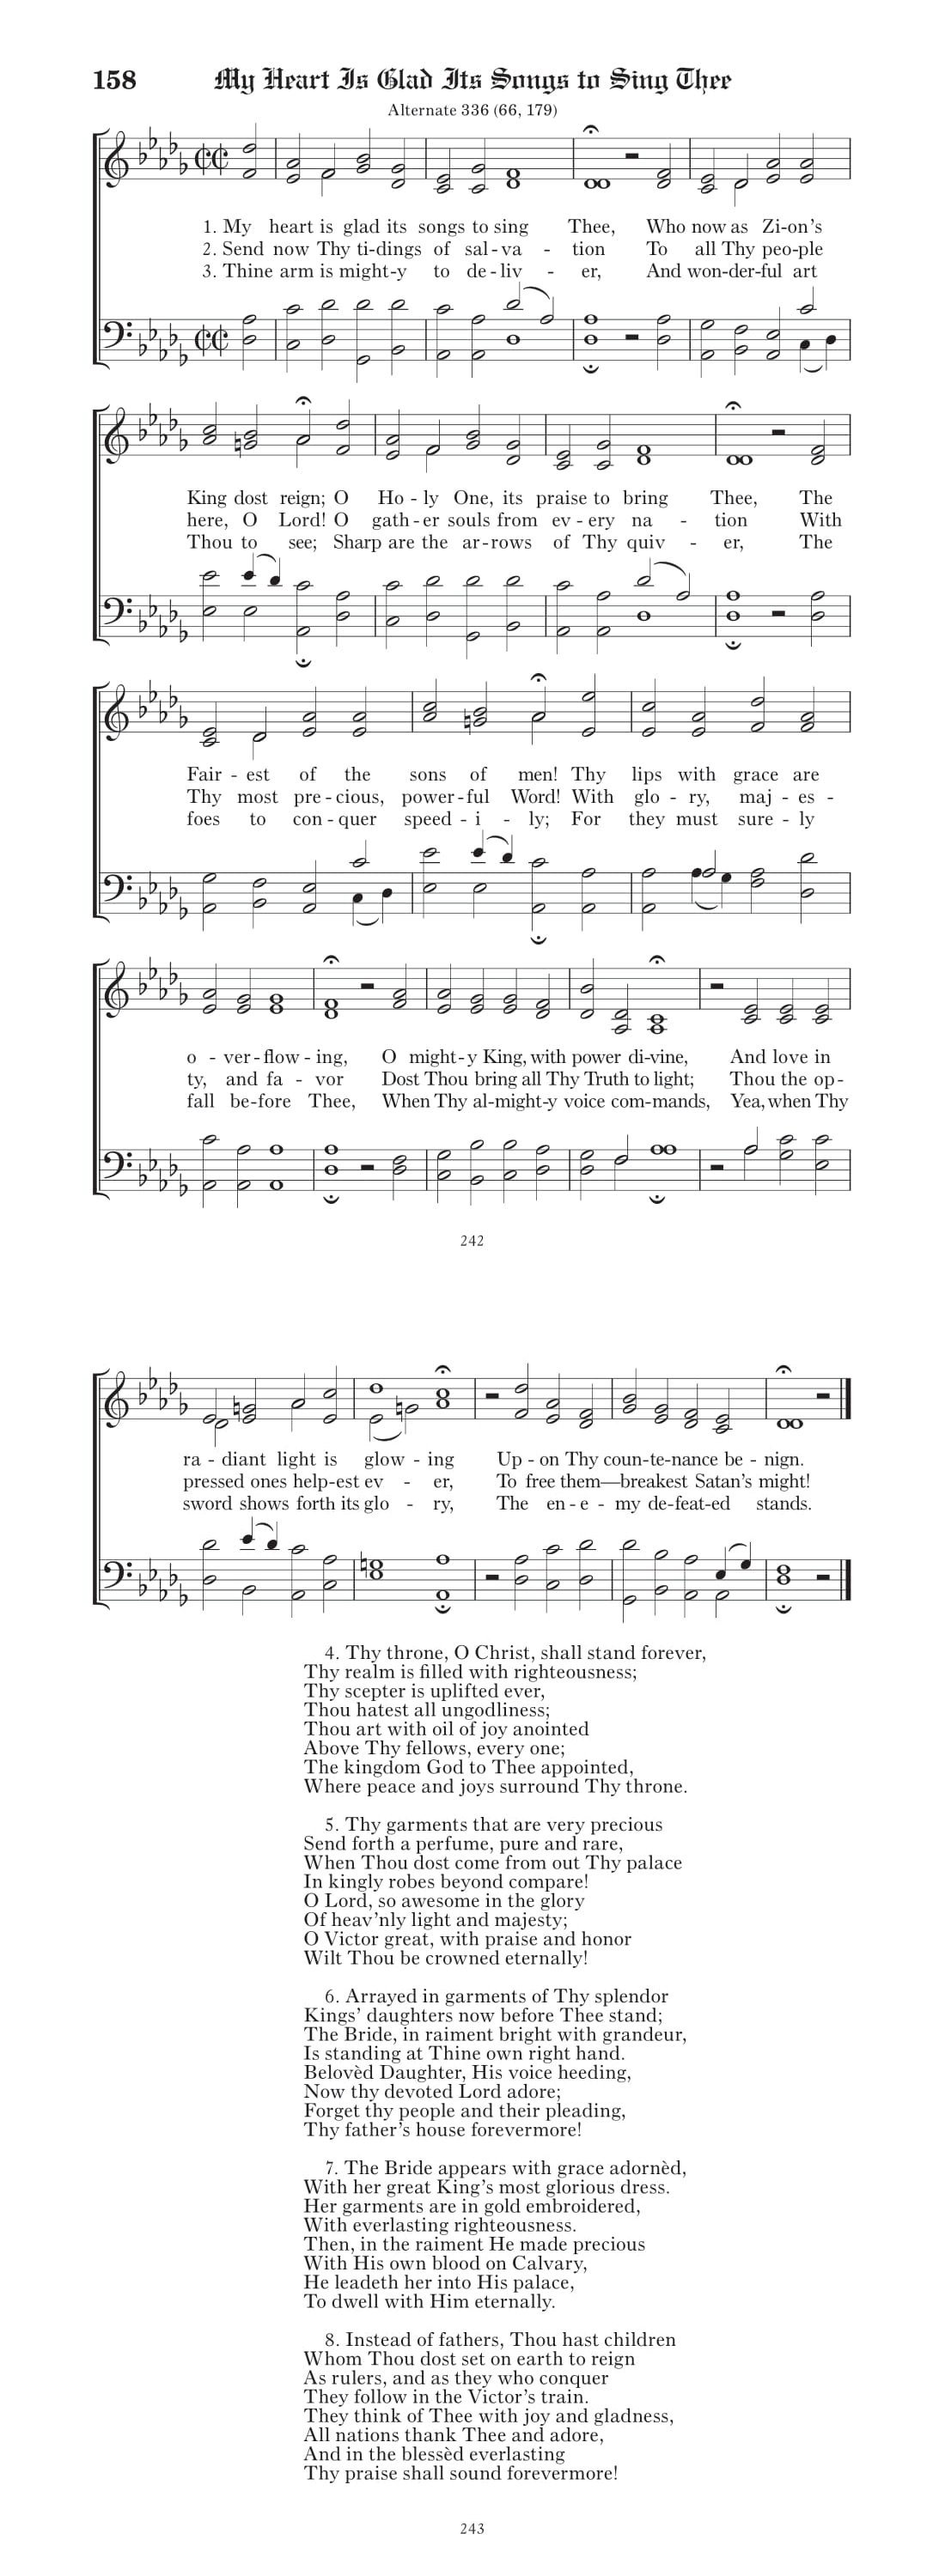 158 My Heart Is Glad Its Songs to Sing Thee
Alternate 336 (66, 179)
1. My heart is glad its songs to sing Thee, Who now as Zi-on's
2. Send now Thy ti-dings of sal-va - tion To all Thy peo-ple
3. Thine arm is might-y to de-liv - er, And won-der-ful art
King dost reign; O Ho - ly One, its praise to bring Thee, The
here, O Lord! O gath-er souls from ev - ery na - tion With
Thou to see; Sharp are the ar-rows of Thy quiv - er, The
Fair - est of the sons of men! Thy lips with grace are
Thy most pre-cious, power-ful Word! With glo - ry, maj - es -
foes to con - quer speed - i - ly; For they must sure - ly
o - ver-flow - ing, O might-y King, with power di-vine, And love in
ty, and fa - vor Dost Thou bring all Thy Truth to light; Thou the op-
fall be-fore Thee, When Thy al-might-y voice com-mands, Yea, when Thy
242
ra - diant light is glow - ing Up - on Thy coun-te-nance be - nign.
pressed ones help-est ev - er, To free them—breakest Satan's might!
sword shows forth its glo - ry, The en - e - my de-feat-ed stands.
4. Thy throne, O Christ, shall stand forever,
Thy realm is filled with righteousness;
Thy scepter is uplifted ever,
Thou hatest all ungodliness;
Thou art with oil of joy anointed
Above Thy fellows, every one;
The kingdom God to Thee appointed,
Where peace and joys surround Thy throne.
5. Thy garments that are very precious
Send forth a perfume, pure and rare,
When Thou dost come from out Thy palace
In kingly robes beyond compare!
O Lord, so awesome in the glory
Of heav'nly light and majesty;
O Victor great, with praise and honor
Wilt Thou be crowned eternally!
6. Arrayed in garments of Thy splendor
Kings' daughters now before Thee stand;
The Bride, in raiment bright with grandeur,
Is standing at Thine own right hand.
Belovèd Daughter, His voice heeding,
Now thy devoted Lord adore;
Forget thy people and their pleading,
Thy father's house forevermore!
7. The Bride appears with grace adornèd,
With her great King's most glorious dress.
Her garments are in gold embroidered,
With everlasting righteousness.
Then, in the raiment He made precious
With His own blood on Calvary,
He leadeth her into His palace,
To dwell with Him eternally.
8. Instead of fathers, Thou hast children
Whom Thou dost set on earth to reign
As rulers, and as they who conquer
They follow in the Victor's train.
They think of Thee with joy and gladness,
All nations thank Thee and adore,
And in the blessèd everlasting
Thy praise shall sound forevermore!
243